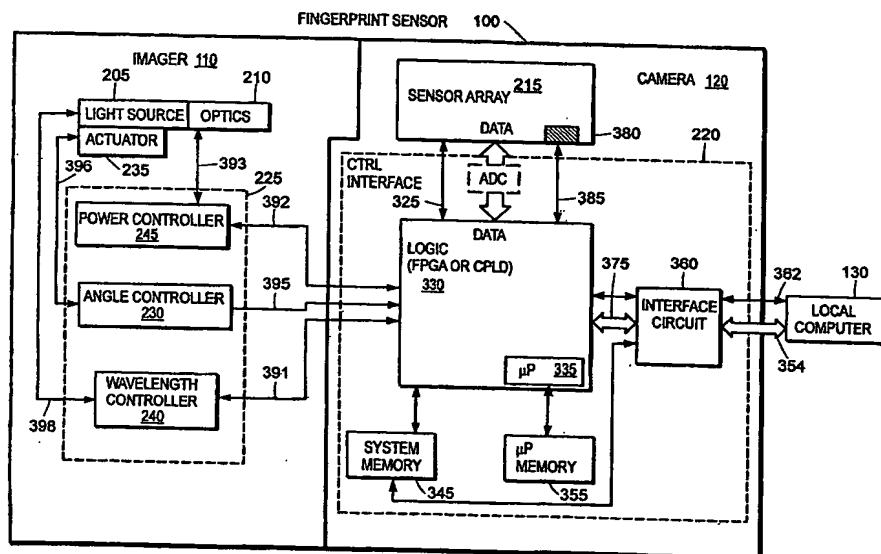 FINGERPRINT SENSOR 100
IMAGER 110
205
210
LIGHT SOURCE
OPTICS
ACTUATOR
396
235
393
225
POWER CONTROLLER
245
392
ANGLE CONTROLLER
230
395
WAVELENGTH
CONTROLLER
240
391
398
CAMERA 120
SENSOR ARRAY 215
DATA
380
220
CTRL
INTERFACE
325
ADC
385
DATA
LOGIC
(FPGA OR CPLD)
330
375
360
INTERFACE
CIRCUIT
362
130
LOCAL
COMPUTER
354
μP 335
SYSTEM
MEMORY
345
μP
MEMORY
355